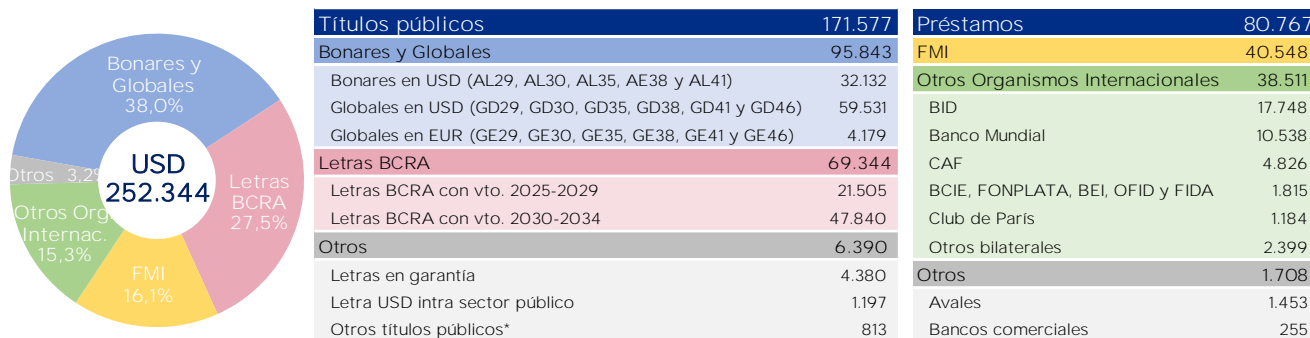 Bonares y
Globales
38,0%
Letras
BCRA
27,5%
FMI
16,1%
Otros Org.
Internac.
15,3%
Otros 3,2%
USD
252.344
Títulos públicos 171.577
Bonares y Globales 95.843
Bonares en USD (AL29, AL30, AL35, AE38 y AL41) 32.132
Globales en USD (GD29, GD30, GD35, GD38, GD41 y GD46) 59.531
Globales en EUR (GE29, GE30, GE35, GE38, GE41 y GE46) 4.179
Letras BCRA 69.344
Letras BCRA con vto. 2025-2029 21.505
Letras BCRA con vto. 2030-2034 47.840
Otros 6.390
Letras en garantía 4.380
Letra USD intra sector público 1.197
Otros títulos públicos* 813
Préstamos 80.767
FMI 40.548
Otros Organismos Internacionales 38.511
BID 17.748
Banco Mundial 10.538
CAF 4.826
BCIE, FONPLATA, BEI, OFID y FIDA 1.815
Club de París 1.184
Otros bilaterales 2.399
Otros 1.708
Avales 1.453
Bancos comerciales 255